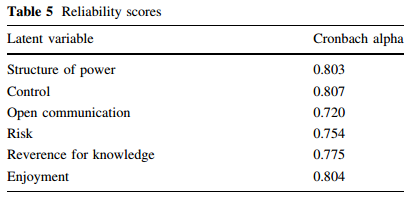 Table 5 Reliability scores
Latent variable Cronbach alpha
Structure of power 0.803
Control 0.807
Open communication 0.720
Risk 0.754
Reverence for knowledge 0.775
Enjoyment 0.804